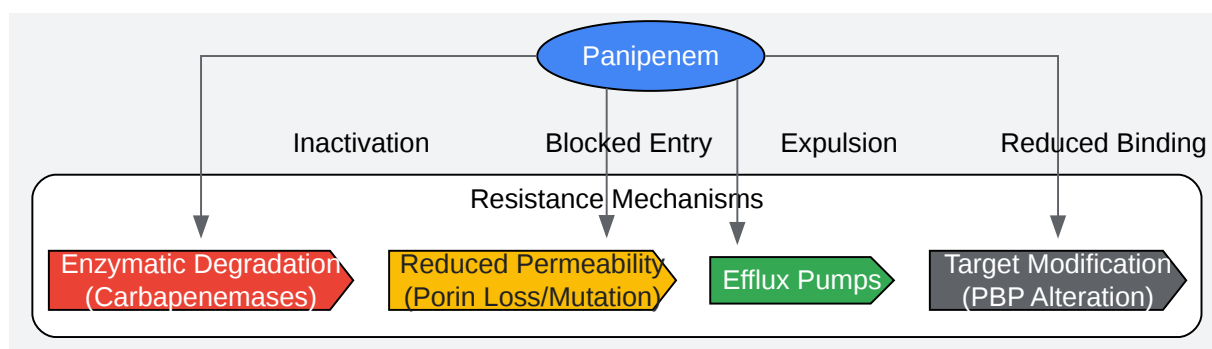 Panipenem
Inactivation
Blocked Entry
Expulsion
Reduced Binding
Resistance Mechanisms
Enzymatic Degradation
(Carbapenemases)
Reduced Permeability
(Porin Loss/Mutation)
Efflux Pumps
Target Modification
(PBP Alteration)